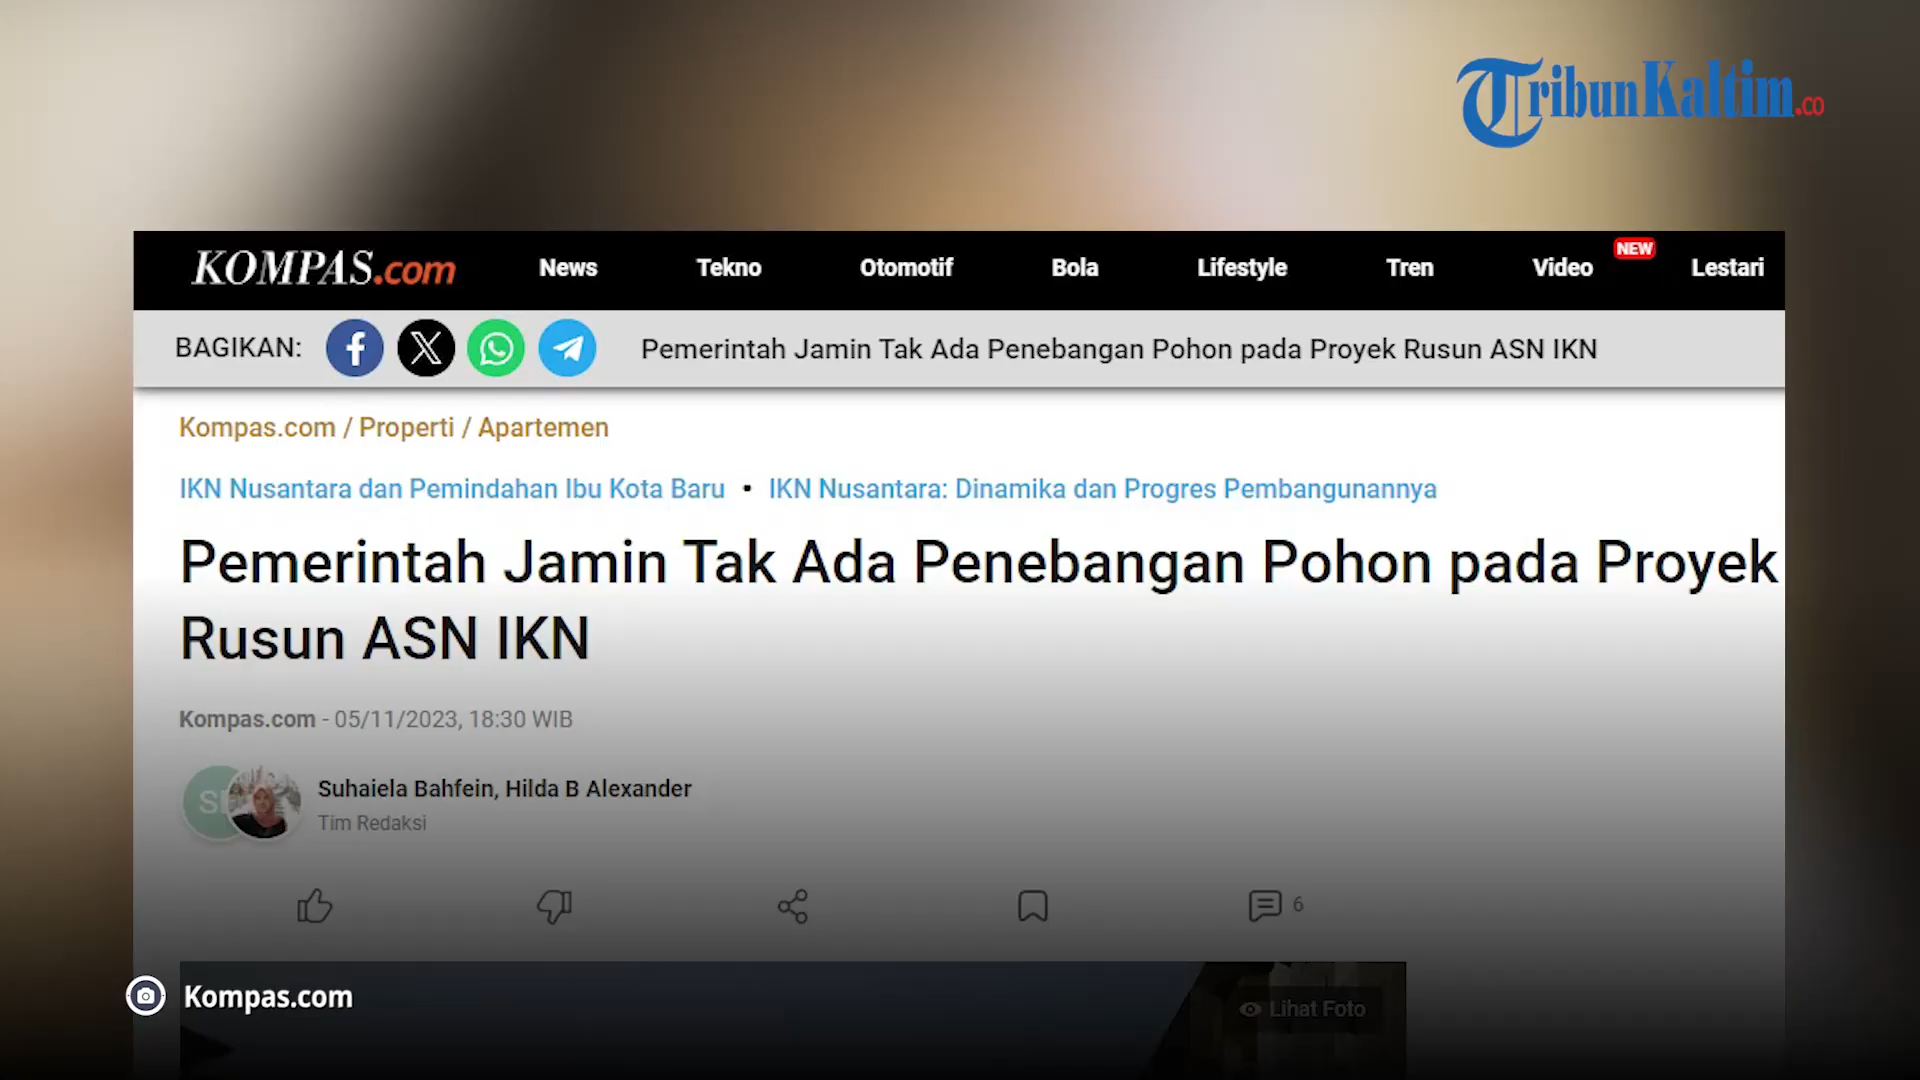 TribunKaltim.co
KOMPAS.com News Tekno Otomotif Bola Lifestyle Tren Video NEW Lestari
BAGIKAN: Pemerintah Jamin Tak Ada Penebangan Pohon pada Proyek Rusun ASN IKN
Kompas.com / Properti / Apartemen
IKN Nusantara dan Pemindahan Ibu Kota Baru • IKN Nusantara: Dinamika dan Progres Pembangunannya
Pemerintah Jamin Tak Ada Penebangan Pohon pada Proyek
Rusun ASN IKN
Kompas.com - 05/11/2023, 18:30 WIB
Suhaiela Bahfein, Hilda B Alexander
Tim Redaksi
6
Kompas.com
Lihat Foto